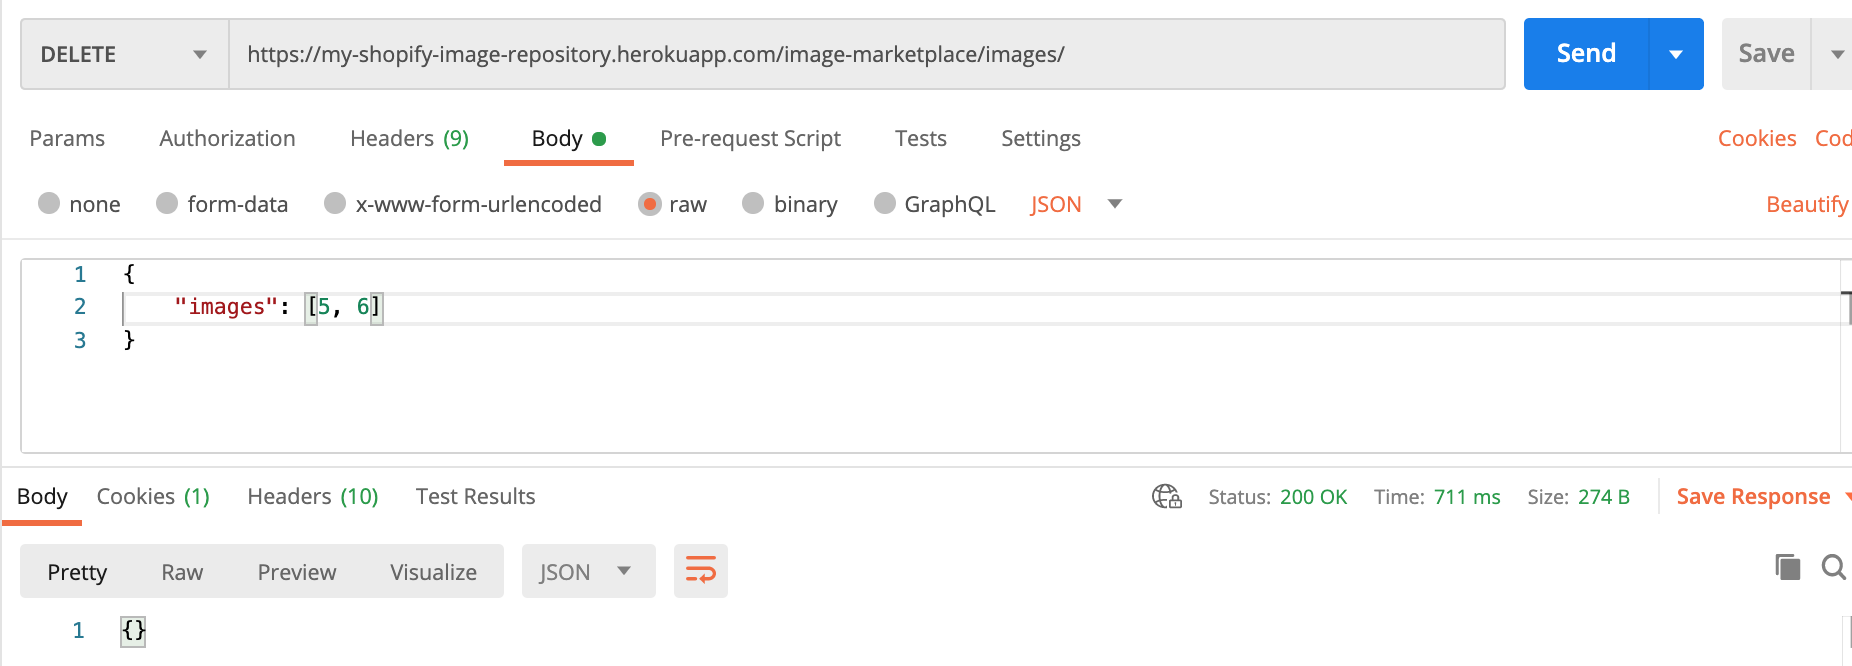 DELETE https://my-shopify-image-repository.herokuapp.com/image-marketplace/images/ Send Save
Params Authorization Headers (9) Body Pre-request Script Tests Settings Cookies Cod
none form-data x-www-form-urlencoded raw binary GraphQL JSON Beautify
1 {
2 "images": [5, 6]
3 }
Body Cookies (1) Headers (10) Test Results Status: 200 OK Time: 711 ms Size: 274 B Save Response
Pretty Raw Preview Visualize JSON
1 {}